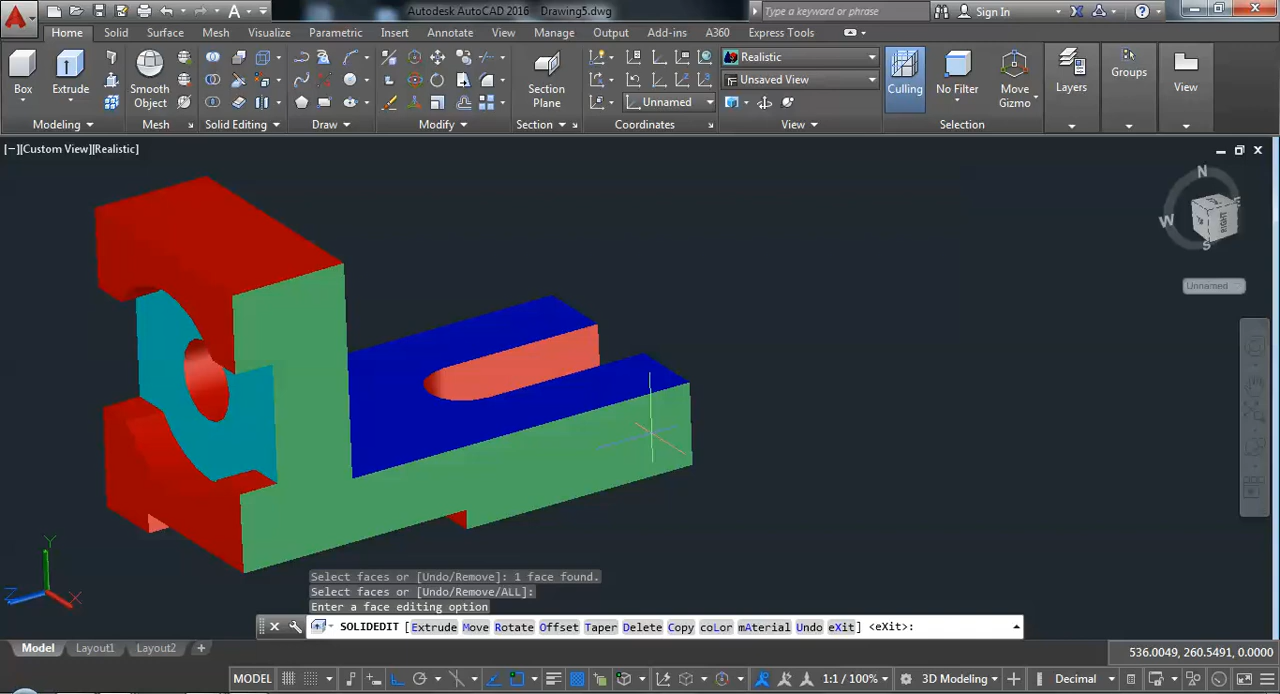 Autodesk AutoCAD 2016 Drawing5.dwg
Type a keyword or phrase
Sign In
Home Solid Surface Mesh Visualize Parametric Insert Annotate View Manage Output Add-ins A360 Express Tools
Box
Extrude
Smooth Object
Section Plane
Realistic
Unsaved View
Unnamed
Culling
No Filter
Move Gizmo
Layers
Groups
View
Modeling Mesh Solid Editing Draw Modify Section Coordinates View Selection
[−][Custom View][Realistic]
N
W
S
RIGHT
Unnamed
Y
Z
X
Select faces or [Undo/Remove]: 1 face found.
Select faces or [Undo/Remove/ALL]:
Enter a face editing option
SOLIDEDIT [Extrude Move Rotate Offset Taper Delete Copy coLor mAterial Undo eXit] <eXit>:
Model Layout1 Layout2 +
536.0049, 260.5491, 0.0000
MODEL
1:1 / 100%
3D Modeling
Decimal